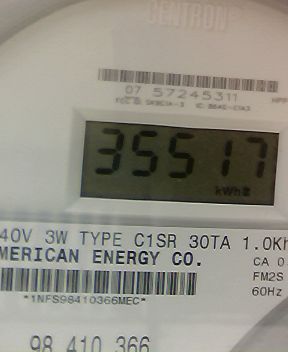 CENTRON®
07 57245311
35517
kWh
40V 3W TYPE C1SR 30TA 1.0Kh
MERICAN ENERGY CO.
CA 0.
FM2S
60Hz
*1NFS98410366MEC*
98 410 366